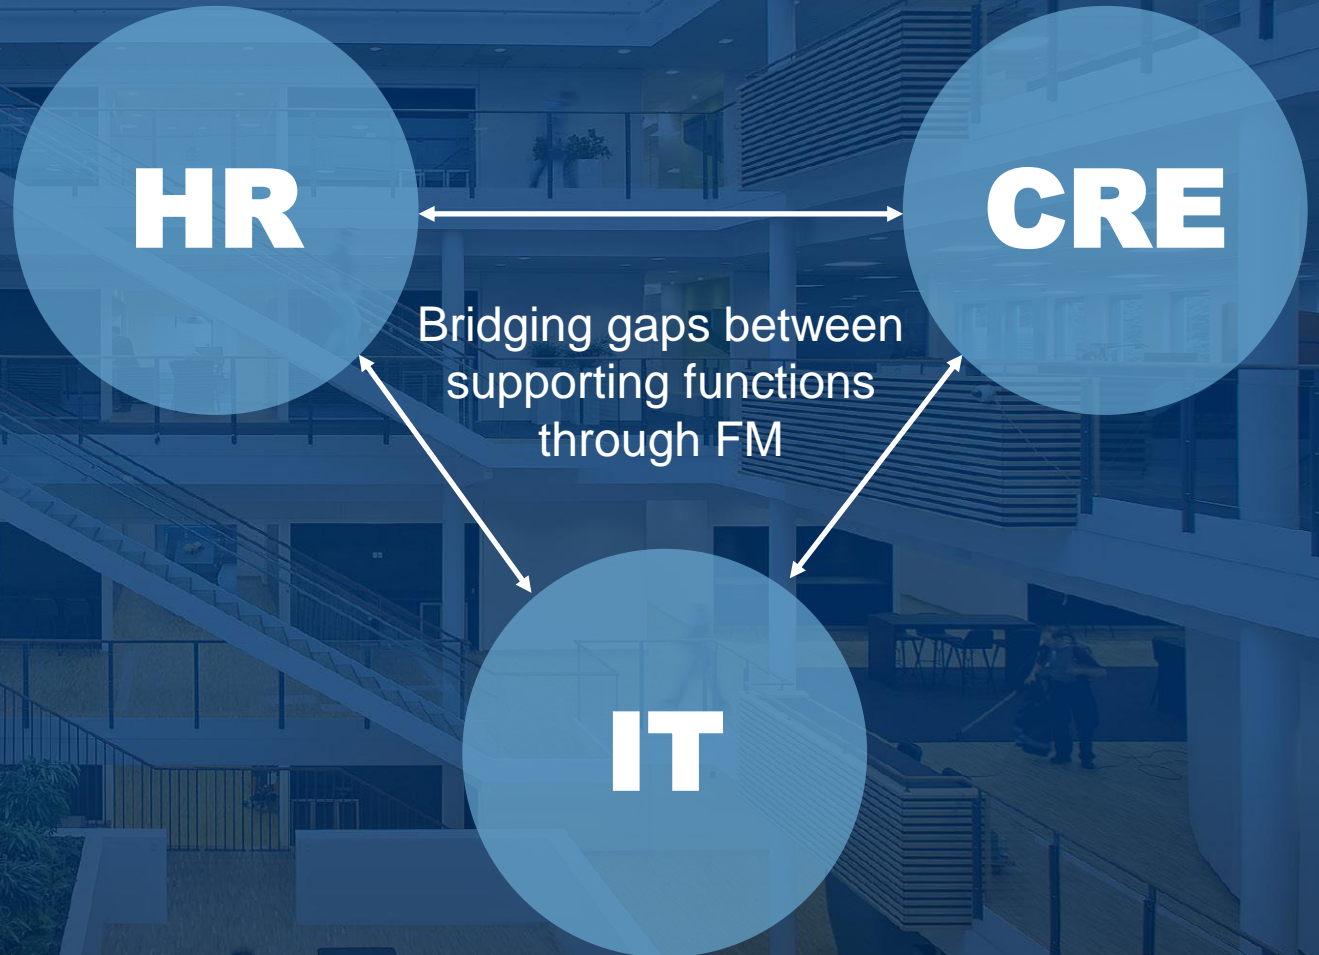 HR
CRE
Bridging gaps between
supporting functions
through FM
IT